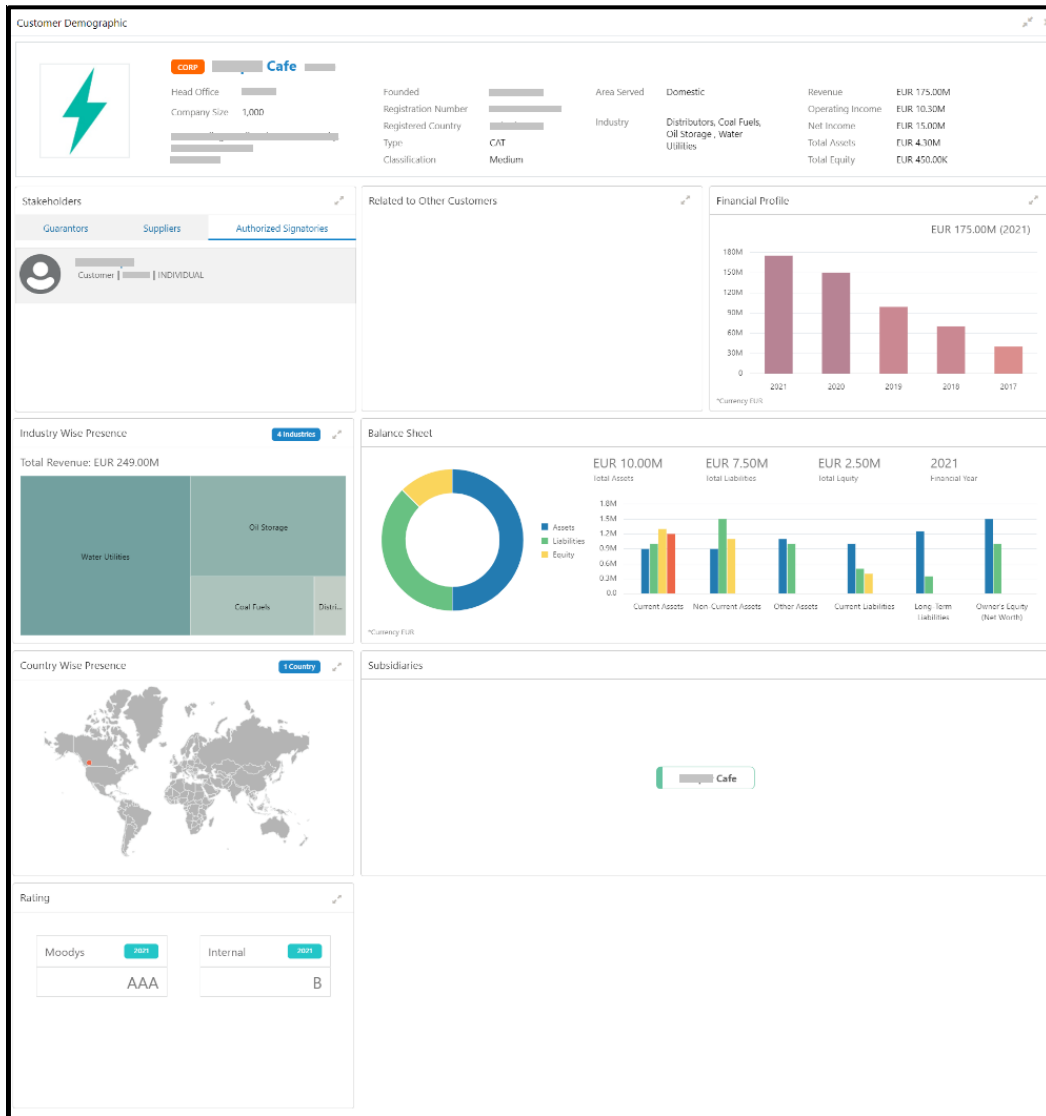 Customer Demographic
CORP Cafe
Head Office
Company Size 1,000
Founded
Registration Number
Registered Country
Type CAT
Classification Medium
Area Served Domestic
Industry Distributors, Coal Fuels,
Oil Storage , Water
Utilities
Revenue EUR 175.00M
Operating Income EUR 10.30M
Net Income EUR 15.00M
Total Assets EUR 4.30M
Total Equity EUR 450.00K
Stakeholders
Guarantors Suppliers Authorized Signatories
Customer | | INDIVIDUAL
Related to Other Customers
Financial Profile
EUR 175.00M (2021)
180M
150M
120M
90M
60M
30M
0
2021 2020 2019 2018 2017
*Currency EUR
Industry Wise Presence 4 Industries
Total Revenue: EUR 249.00M
Water Utilities
Oil Storage
Coal Fuels
Distri...
Balance Sheet
Assets
Liabilities
Equity
*Currency EUR
EUR 10.00M EUR 7.50M EUR 2.50M 2021
Total Assets Total Liabilities Total Equity Financial Year
1.8M
1.5M
1.2M
0.9M
0.6M
0.3M
0.0
Current Assets Non-Current Assets Other Assets Current Liabilities Long-Term Owner's Equity
Liabilities (Net Worth)
Country Wise Presence 1 Country
Subsidiaries
Cafe
Rating
Moodys 2021
AAA
Internal 2021
B